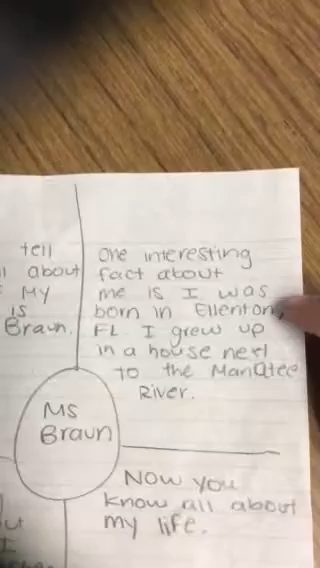 tell
about
My
is
Braun.
One interesting
fact about
me is I was
born in Ellenton,
FL I grew up
in a house next
to the ManQtee
River.
Ms
Braun
Now you
know all about
my life.
I